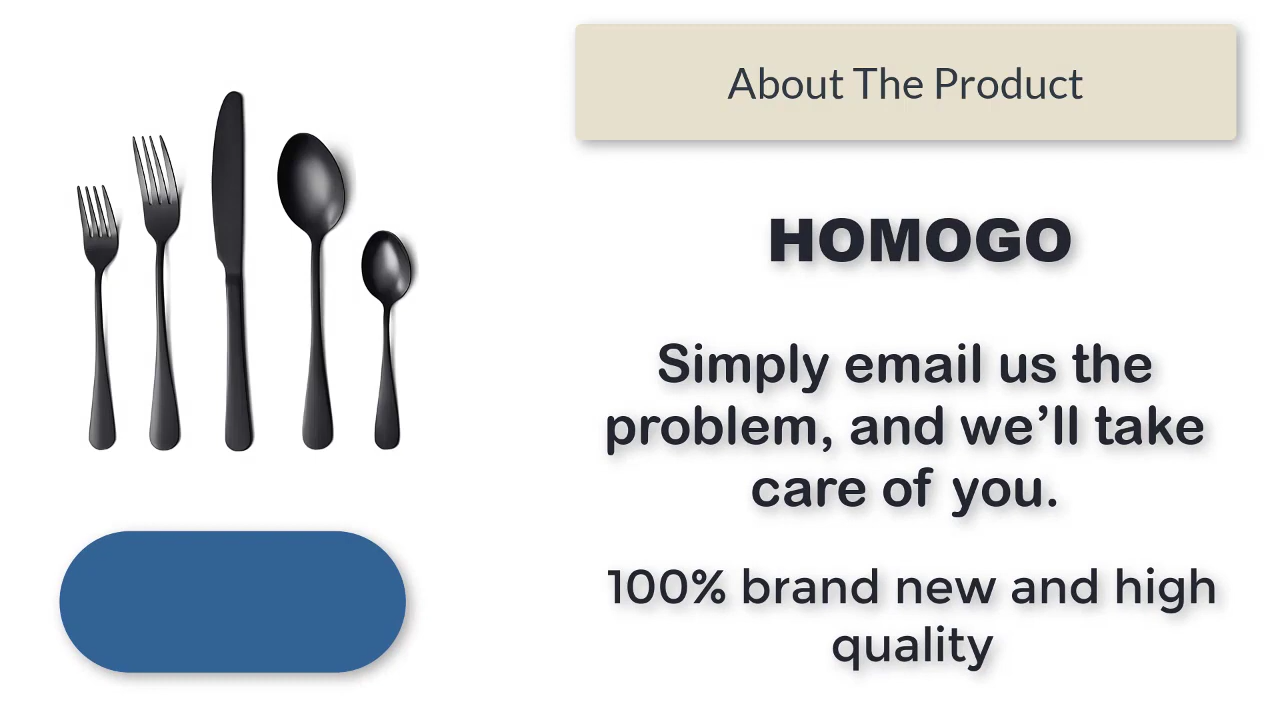 About The Product
HOMOGO
Simply email us the
problem, and we’ll take
care of you.
100% brand new and high
quality